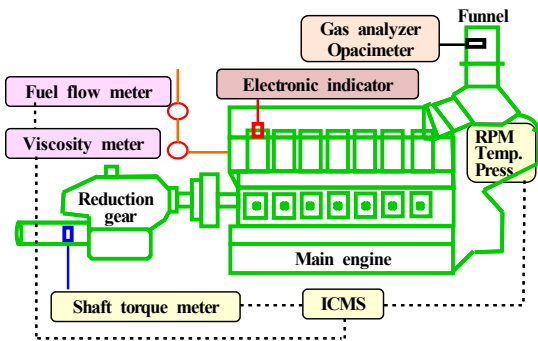 Funnel
Gas analyzer
Opacimeter
Fuel flow meter
Electronic indicator
Viscosity meter
RPM
Temp.
Press
Reduction
gear
Main engine
Shaft torque meter
ICMS